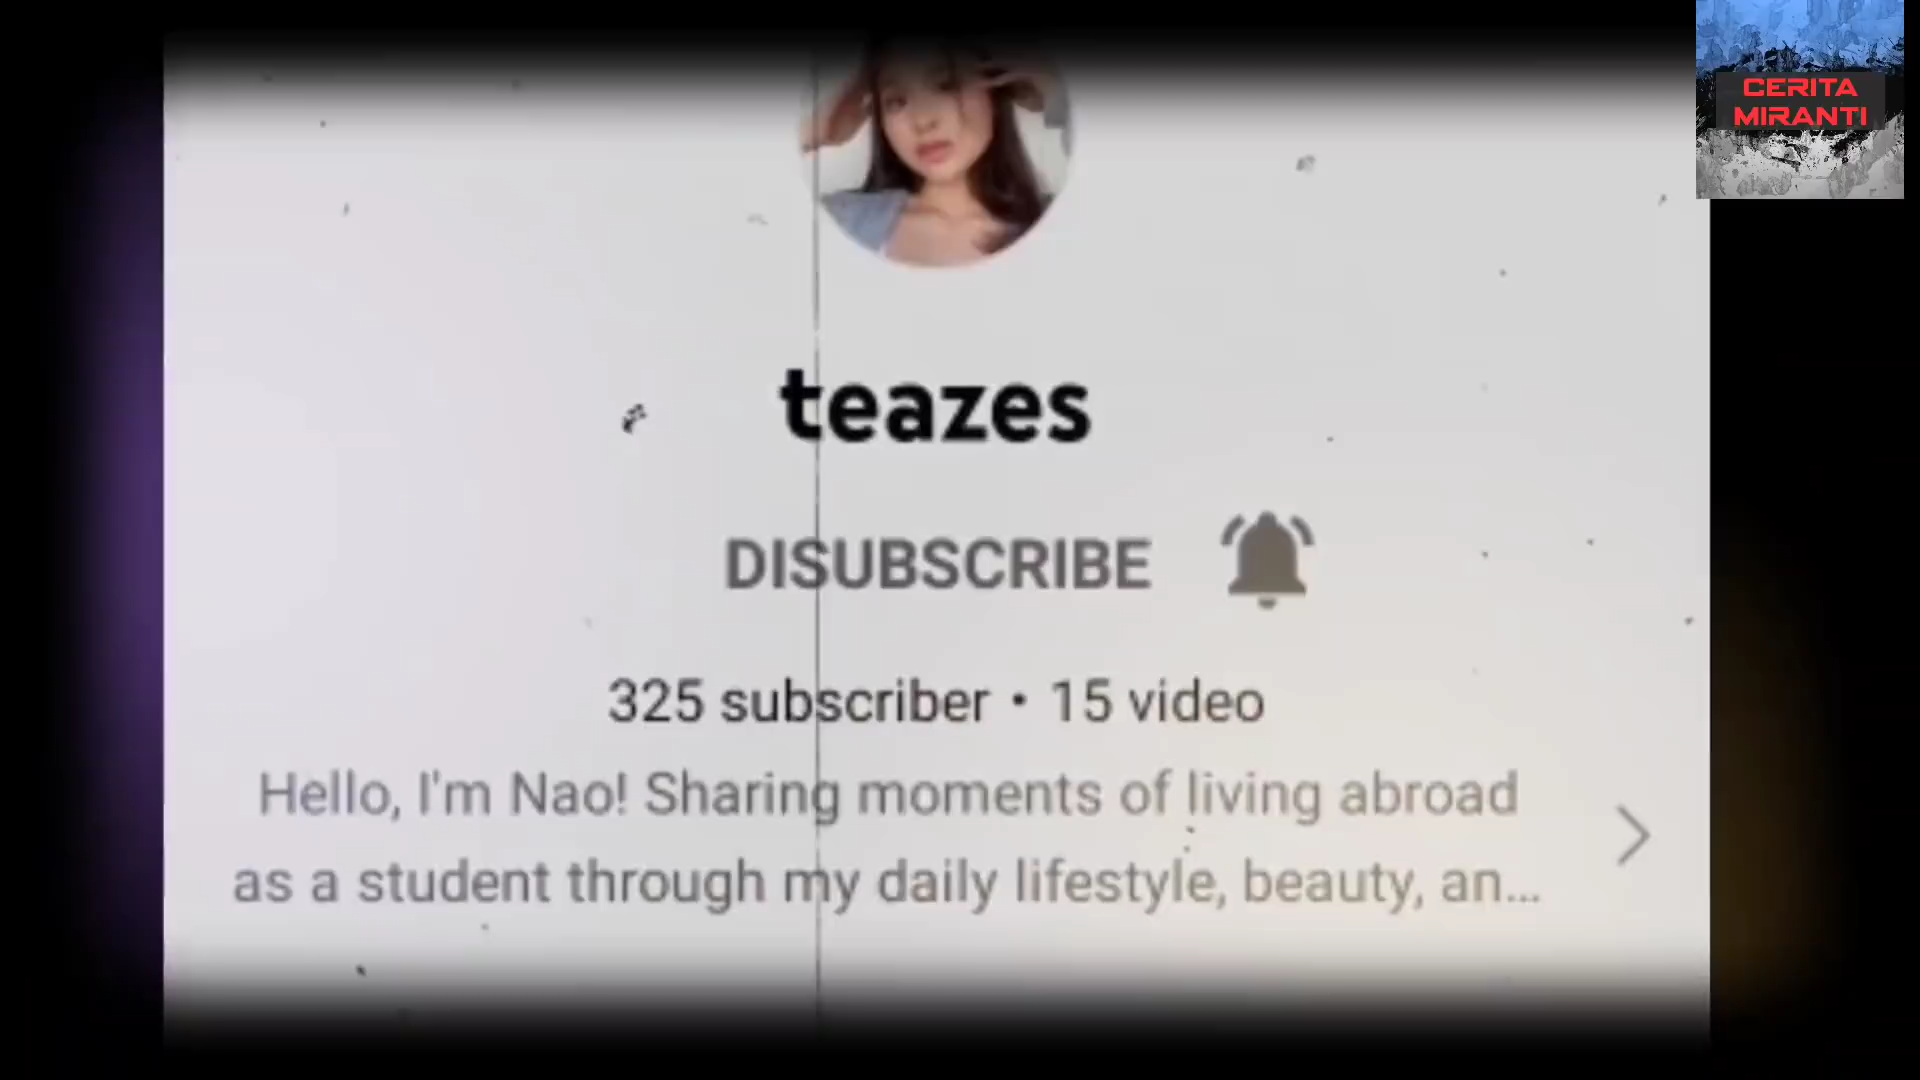 CERITA
MIRANTI
teazes
DISUBSCRIBE
325 subscriber • 15 video
Hello, I'm Nao! Sharing moments of living abroad
as a student through my daily lifestyle, beauty, an...